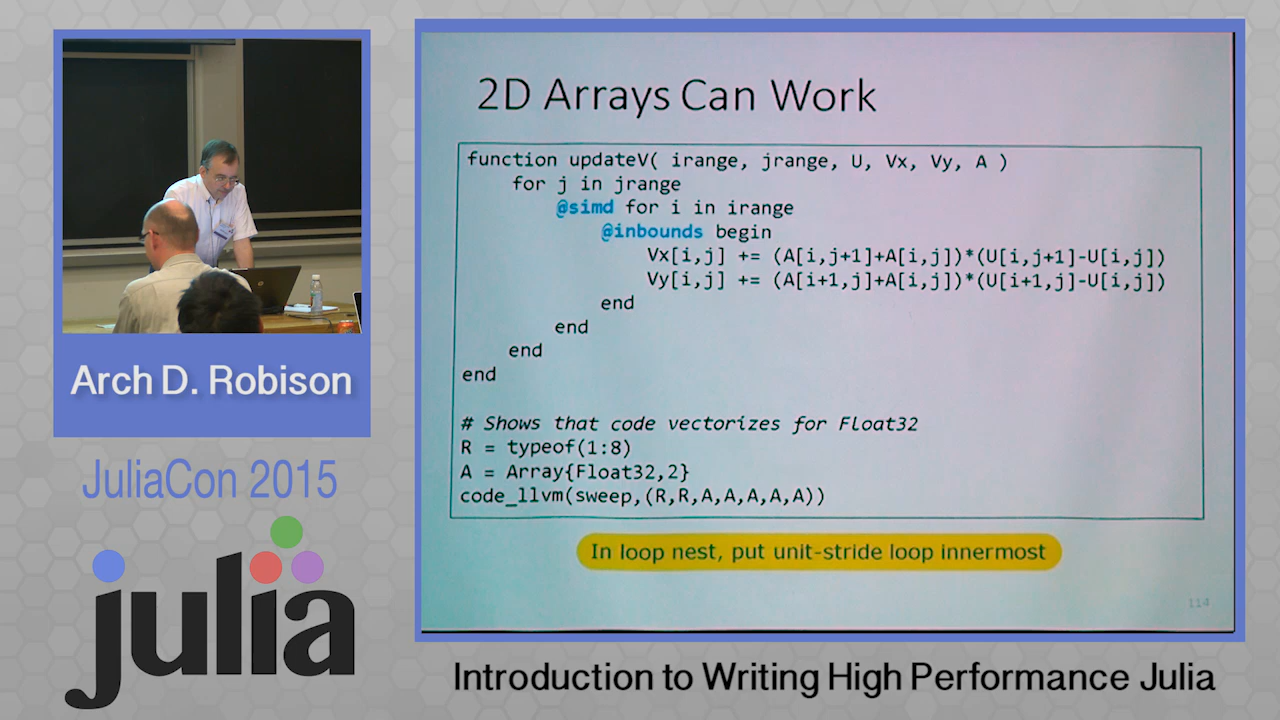 2D Arrays Can Work
function updateV( irange, jrange, U, Vx, Vy, A )
for j in jrange
@simd for i in irange
@inbounds begin
Vx[i,j] += (A[i,j+1]+A[i,j])*(U[i,j+1]-U[i,j])
Vy[i,j] += (A[i+1,j]+A[i,j])*(U[i+1,j]-U[i,j])
end
end
end
end
# Shows that code vectorizes for Float32
R = typeof(1:8)
A = Array{Float32,2}
code_llvm(sweep,(R,R,A,A,A,A,A))
In loop nest, put unit-stride loop innermost
114
Arch D. Robison
JuliaCon 2015
julia
Introduction to Writing High Performance Julia